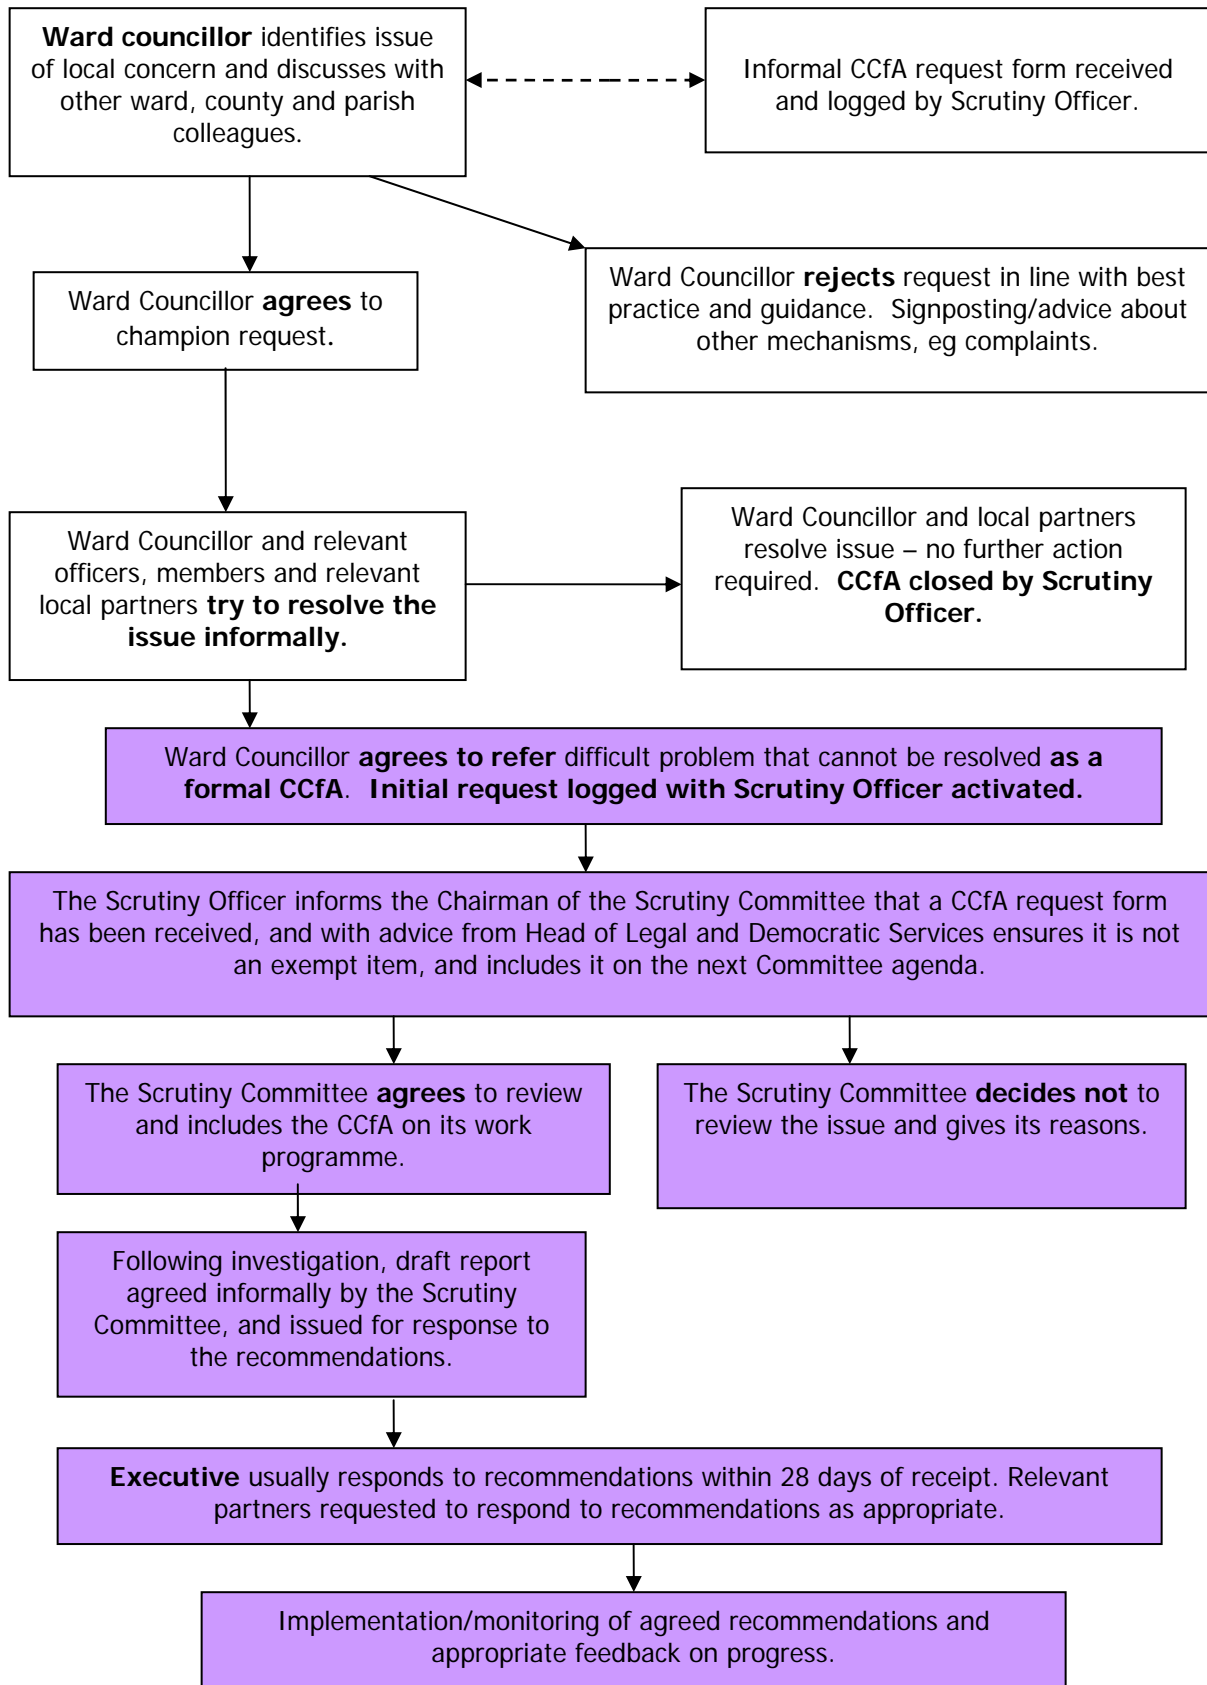 Ward councillor identifies issue
of local concern and discusses with
other ward, county and parish
colleagues.
Informal CCfA request form received
and logged by Scrutiny Officer.
Ward Councillor agrees to
champion request.
Ward Councillor rejects request in line with best
practice and guidance. Signposting/advice about
other mechanisms, eg complaints.
Ward Councillor and relevant
officers, members and relevant
local partners try to resolve the
issue informally.
Ward Councillor and local partners
resolve issue – no further action
required. CCfA closed by Scrutiny
Officer.
Ward Councillor agrees to refer difficult problem that cannot be resolved as a
formal CCfA. Initial request logged with Scrutiny Officer activated.
The Scrutiny Officer informs the Chairman of the Scrutiny Committee that a CCfA request form
has been received, and with advice from Head of Legal and Democratic Services ensures it is not
an exempt item, and includes it on the next Committee agenda.
The Scrutiny Committee agrees to review
and includes the CCfA on its work
programme.
The Scrutiny Committee decides not to
review the issue and gives its reasons.
Following investigation, draft report
agreed informally by the Scrutiny
Committee, and issued for response to
the recommendations.
Executive usually responds to recommendations within 28 days of receipt. Relevant
partners requested to respond to recommendations as appropriate.
Implementation/monitoring of agreed recommendations and
appropriate feedback on progress.